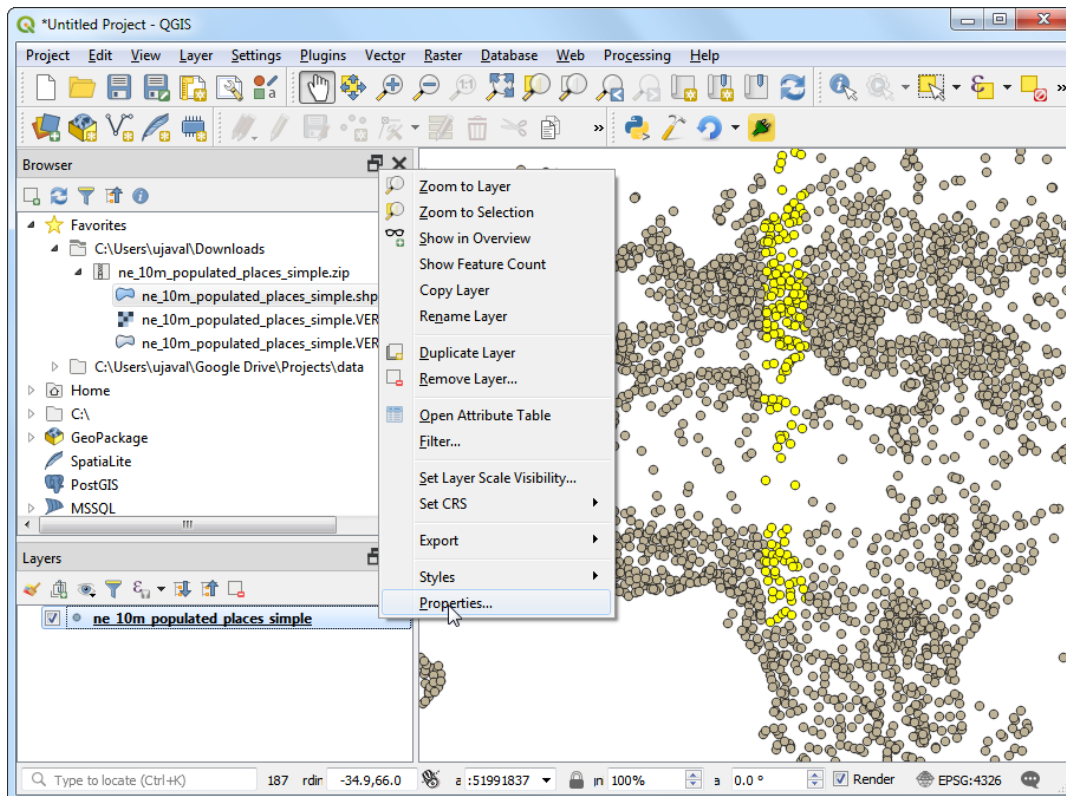 *Untitled Project - QGIS
Project Edit View Layer Settings Plugins Vector Raster Database Web Processing Help
Browser
Favorites
C:\Users\ujaval\Downloads
ne_10m_populated_places_simple.zip
ne_10m_populated_places_simple.shp
ne_10m_populated_places_simple.VER
ne_10m_populated_places_simple.VER
C:\Users\ujaval\Google Drive\Projects\data
Home
C:\
GeoPackage
SpatiaLite
PostGIS
MSSQL
Zoom to Layer
Zoom to Selection
Show in Overview
Show Feature Count
Copy Layer
Rename Layer
Duplicate Layer
Remove Layer...
Open Attribute Table
Filter...
Set Layer Scale Visibility...
Set CRS
Export
Styles
Properties...
Layers
ne_10m_populated_places_simple
Type to locate (Ctrl+K) 187 rdir -34.9,66.0 a :51991837 100% a 0.0 ° Render EPSG:4326